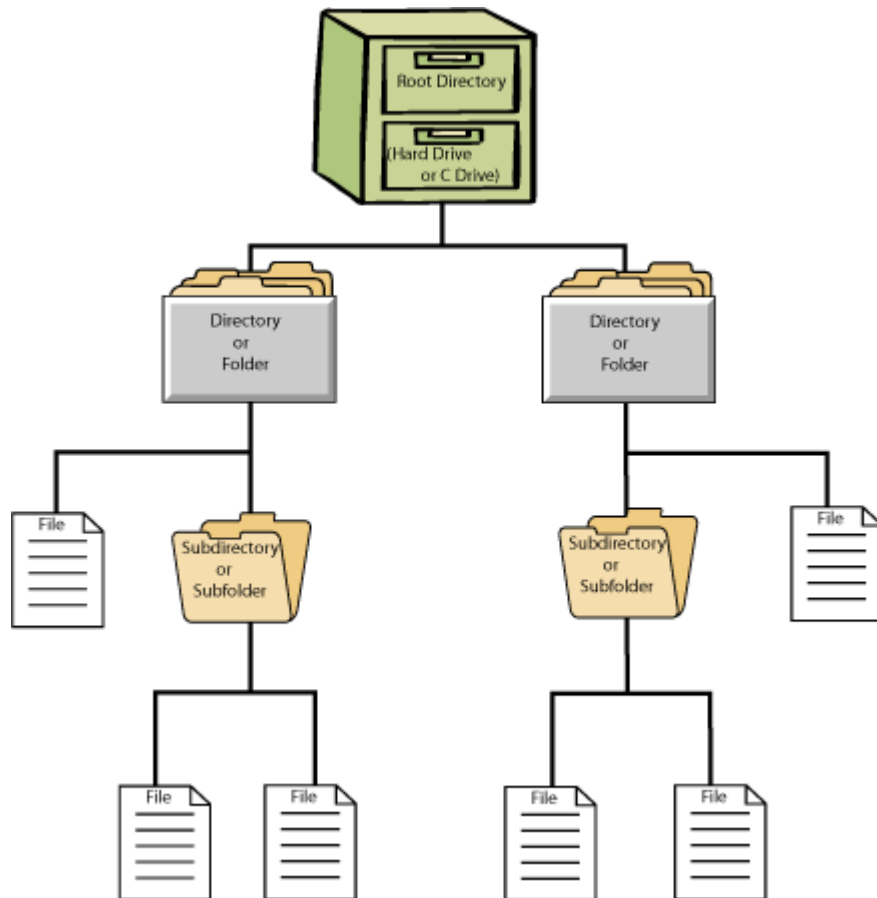 Root Directory
(Hard Drive
or C Drive)
Directory
or
Folder
Directory
or
Folder
File
Subdirectory
or
Subfolder
Subdirectory
or
Subfolder
File
File
File
File
File